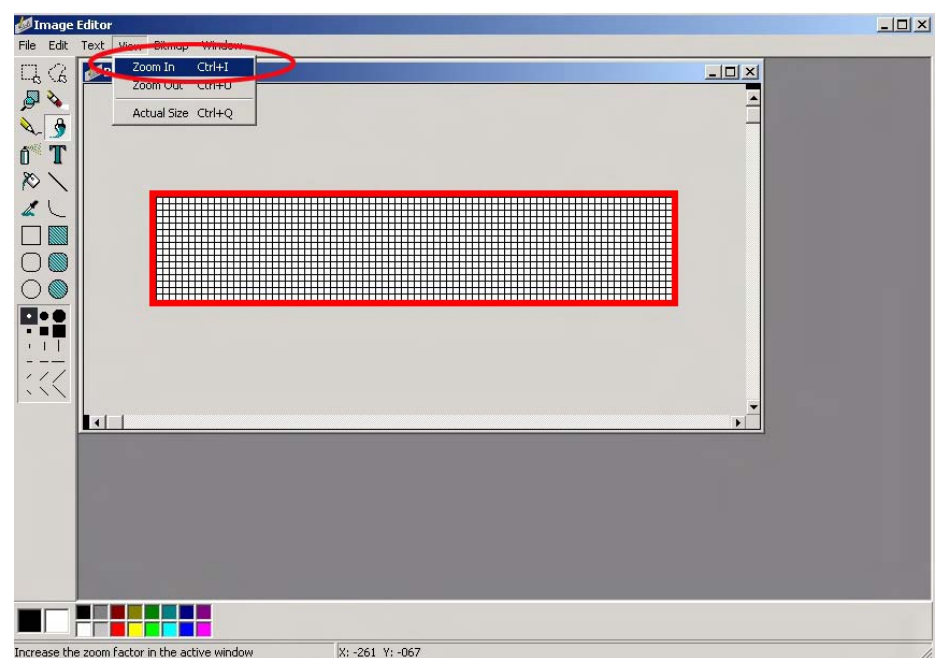 Image Editor
File Edit Text View Bitmap Window
Zoom In Ctrl+I
Zoom Out Ctrl+U
Actual Size Ctrl+Q
T
Increase the zoom factor in the active window X: -261 Y: -067